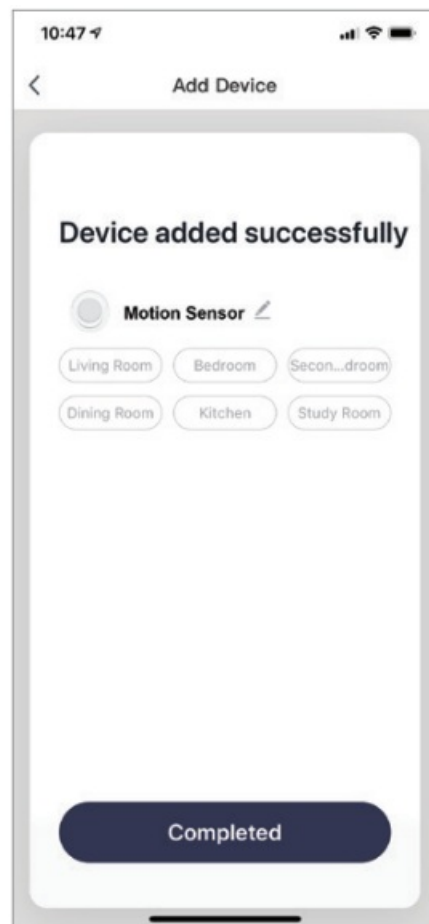 10:47
Add Device
Device added successfully
Motion Sensor
Living Room Bedroom Secon...droom
Dining Room Kitchen Study Room
Completed